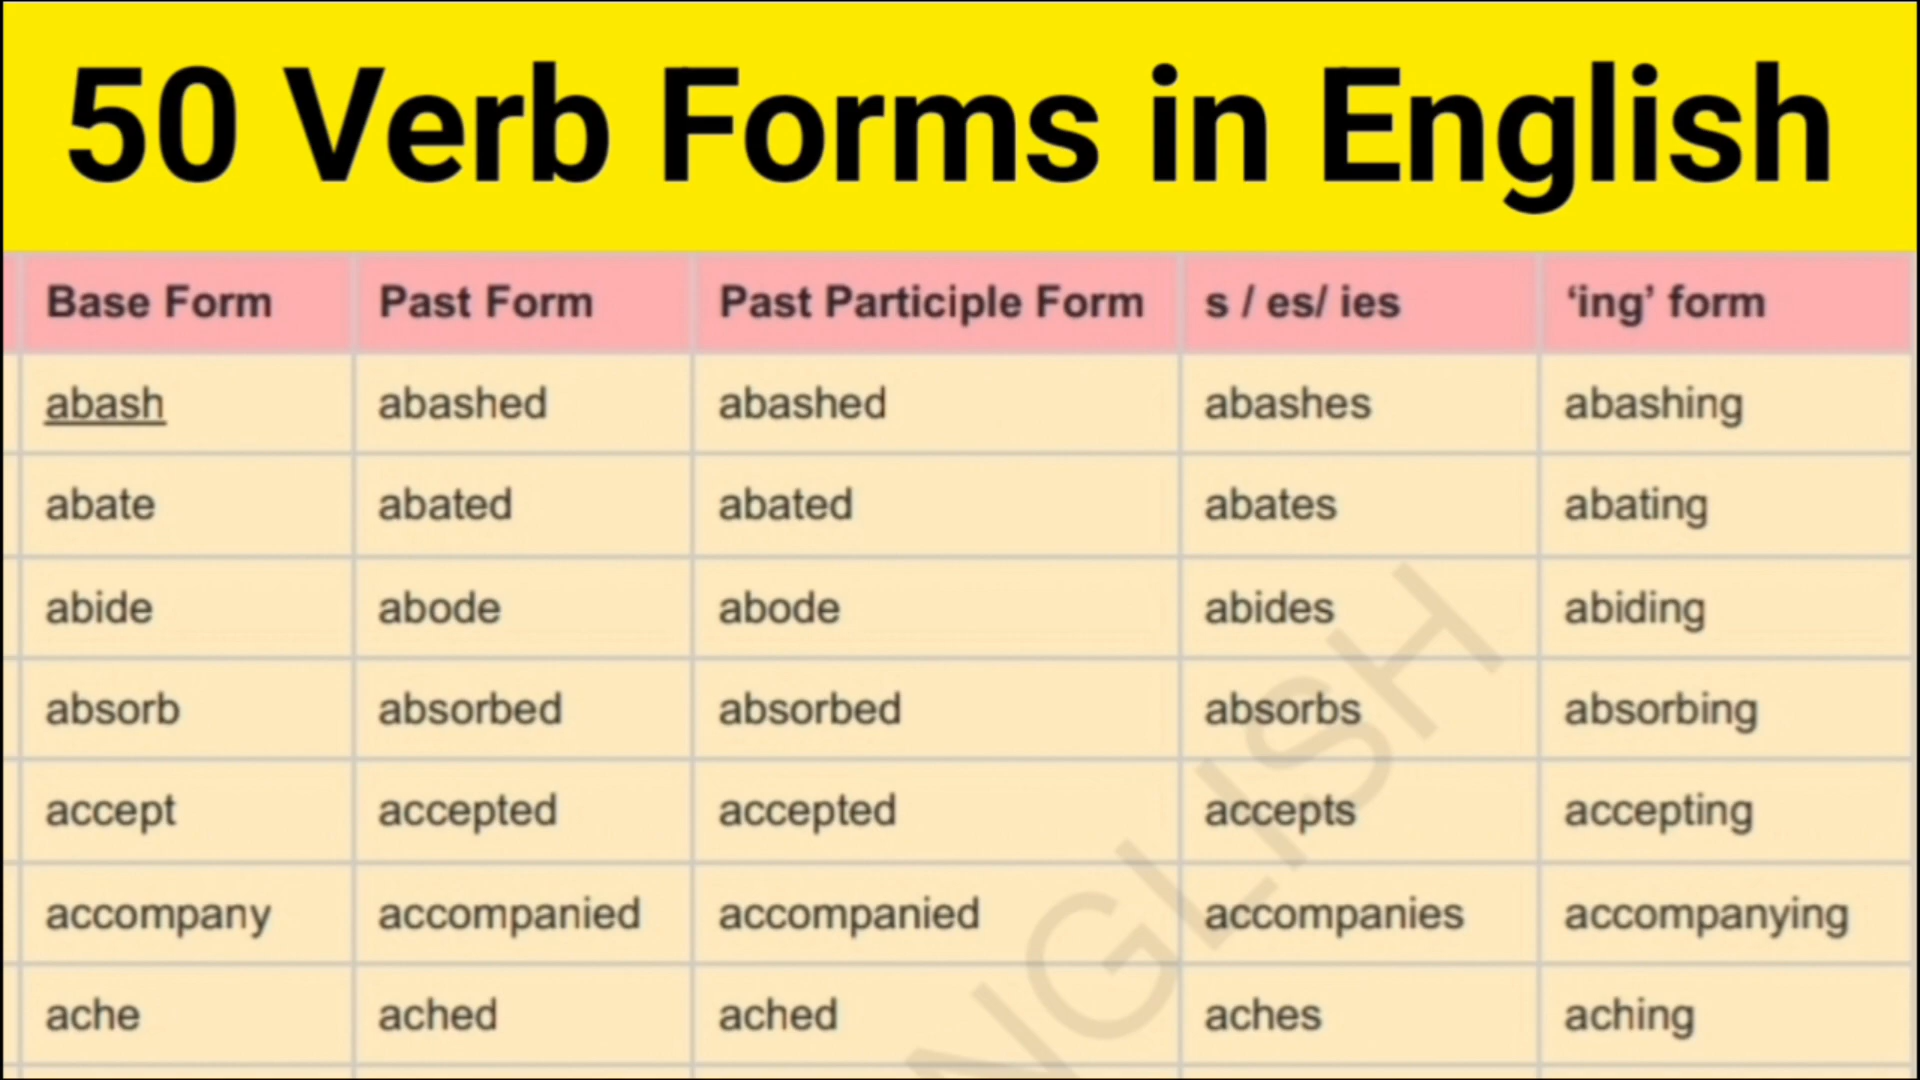 50 Verb Forms in English
Base Form Past Form Past Participle Form s / es/ ies ‘ing’ form
abash abashed abashed abashes abashing
abate abated abated abates abating
abide abode abode abides abiding
absorb absorbed absorbed absorbs absorbing
accept accepted accepted accepts accepting
accompany accompanied accompanied accompanies accompanying
ache ached ached aches aching
NGLISH